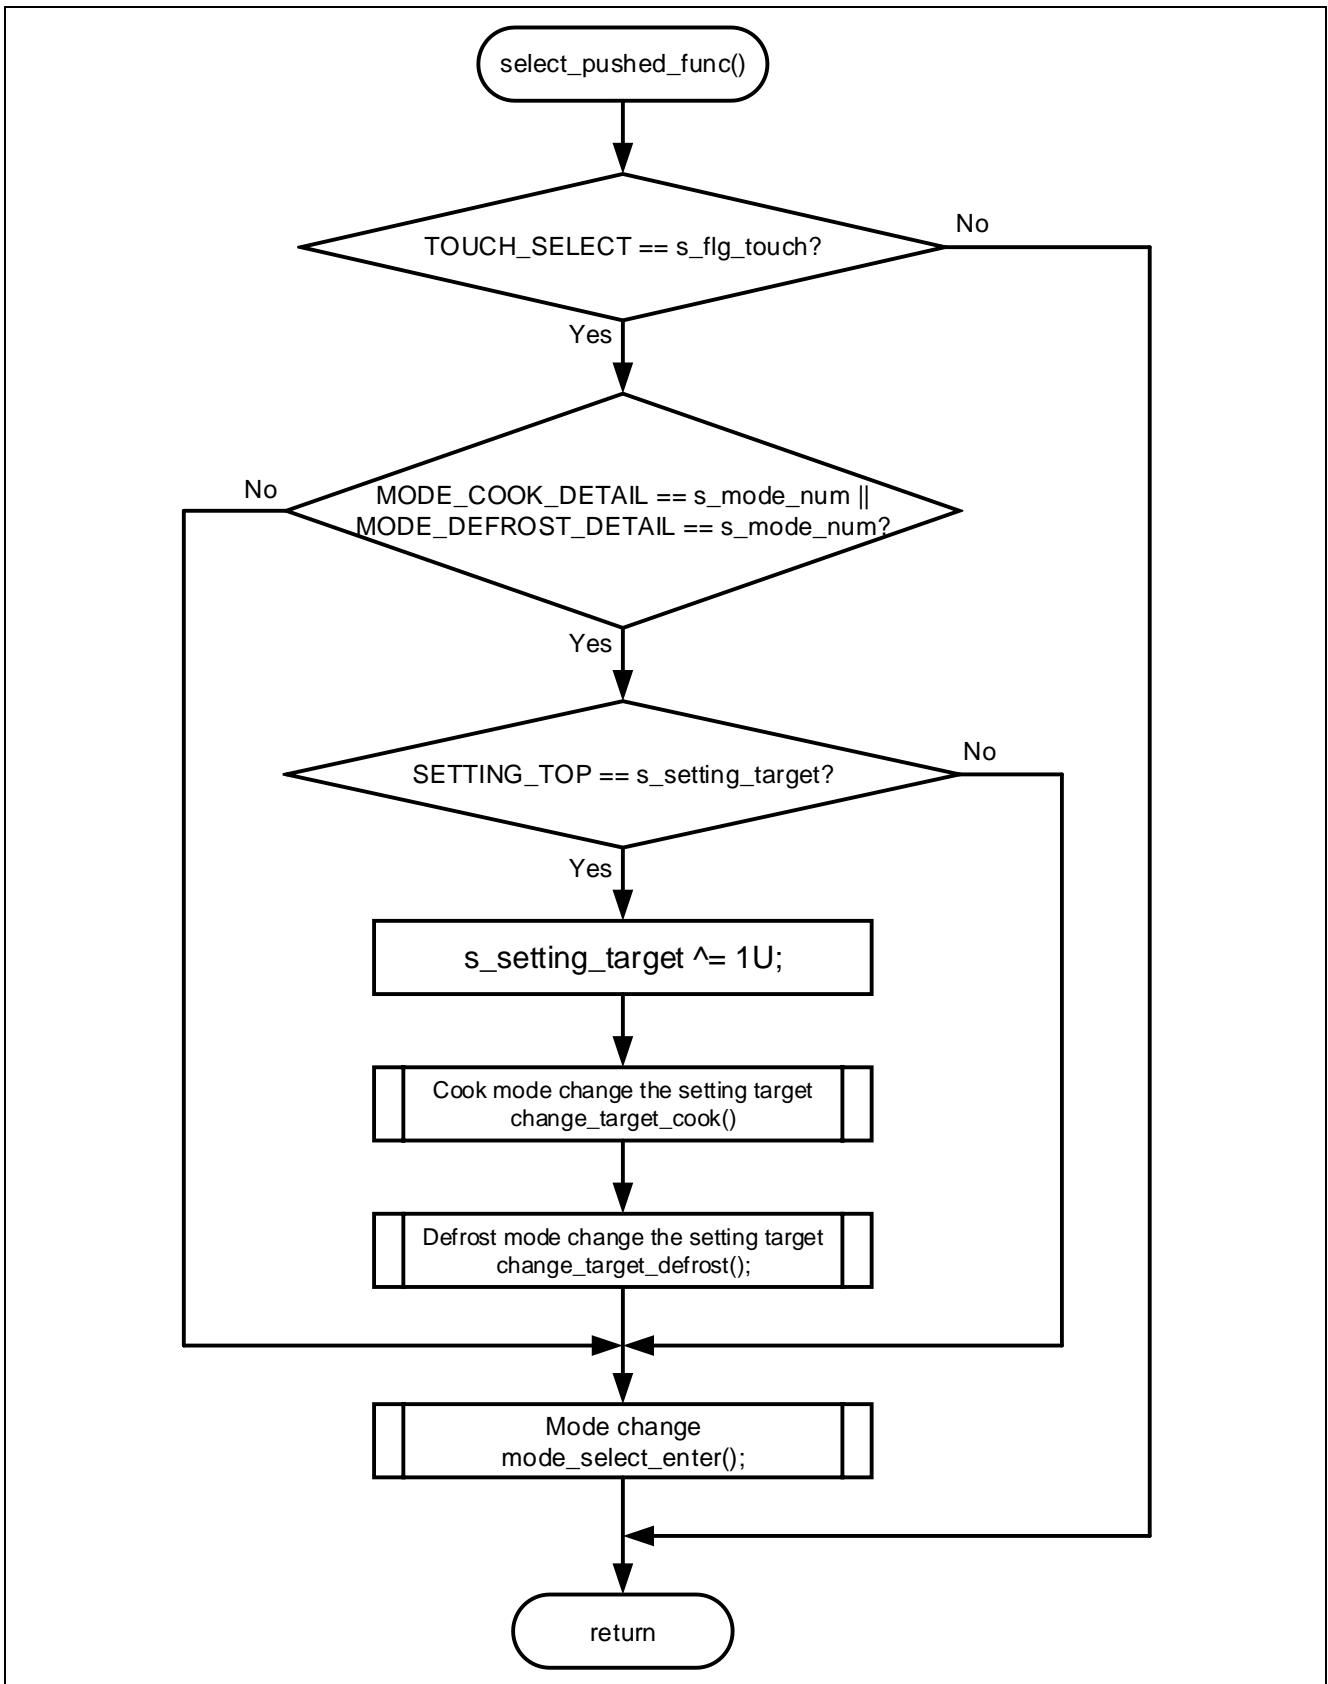 select_pushed_func()
TOUCH_SELECT == s_flg_touch?
No
Yes
MODE_COOK_DETAIL == s_mode_num ||
MODE_DEFROST_DETAIL == s_mode_num?
No
Yes
SETTING_TOP == s_setting_target?
No
Yes
s_setting_target ^= 1U;
Cook mode change the setting target
change_target_cook()
Defrost mode change the setting target
change_target_defrost();
Mode change
mode_select_enter();
return